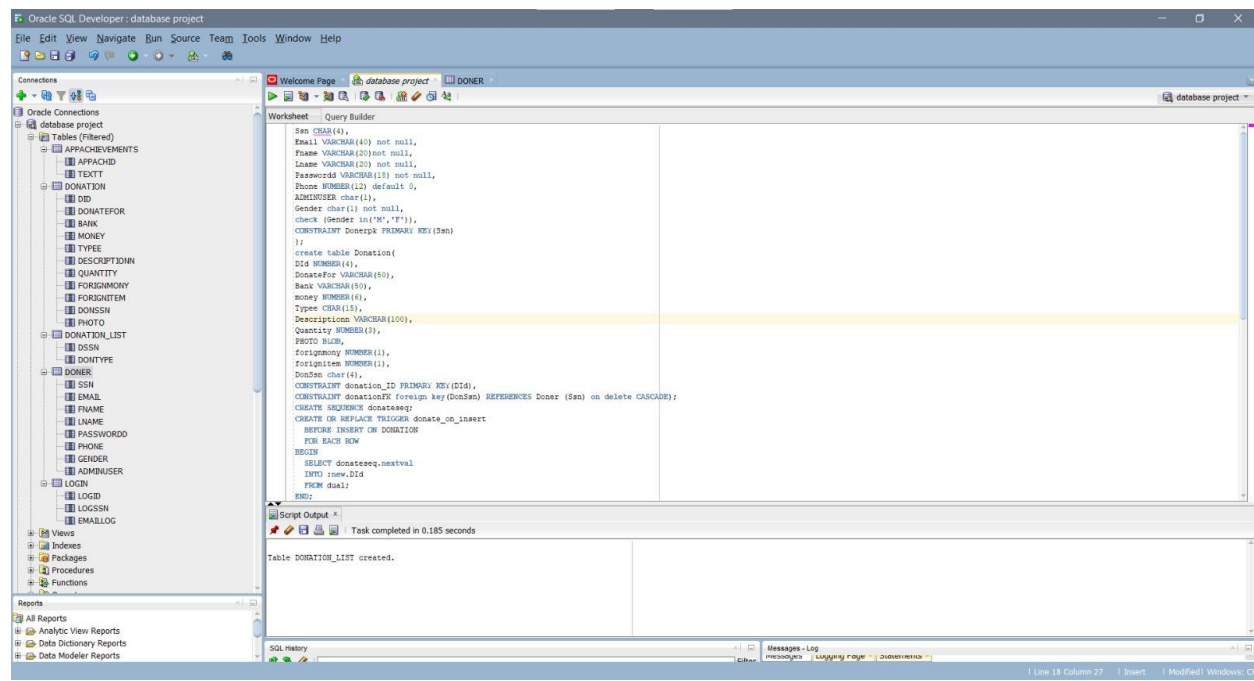 Oracle SQL Developer : database project
File Edit View Navigate Run Source Team Tools Window Help
Connections
Oracle Connections
database project
Tables (Filtered)
APPACHIEVEMENTS
APPACHID
TEXTT
DONATION
DID
DONATEFOR
BANK
MONEY
TYPEE
DESCRIPTIONN
QUANTITY
FORIGNMONY
FORIGNITEM
DONSSN
PHOTO
DONATION_LIST
DSSN
DONTYPE
DONER
SSN
EMAIL
FNAME
LNAME
PASSWORDD
PHONE
GENDER
ADMINUSER
LOGIN
LOGID
LOGSSN
EMAILLOG
Views
Indexes
Packages
Procedures
Functions
Reports
All Reports
Analytic View Reports
Data Dictionary Reports
Data Modeler Reports
Welcome Page database project DONER
database project
Worksheet Query Builder
Ssn CHAR(4),
Email VARCHAR(40) not null,
Fname VARCHAR(20)not null,
Lname VARCHAR(20) not null,
Passwordd VARCHAR(18) not null,
Phone NUMBER(12) default 0,
ADMINUSER char(1),
Gender char(1) not null,
check (Gender in('M','F')),
CONSTRAINT Donerpk PRIMARY KEY(Ssn)
);
create table Donation(
DId NUMBER(4),
DonateFor VARCHAR(50),
Bank VARCHAR(50),
money NUMBER(6),
Typee CHAR(15),
Descriptionn VARCHAR(100),
Quantity NUMBER(3),
PHOTO BLOB,
forignmony NUMBER(1),
forignitem NUMBER(1),
DonSsn char(4),
CONSTRAINT donation_ID PRIMARY KEY(DId),
CONSTRAINT donationFK foreign key(DonSsn) REFERENCES Doner (Ssn) on delete CASCADE);
CREATE SEQUENCE donateseq;
CREATE OR REPLACE TRIGGER donate_on_insert
BEFORE INSERT ON DONATION
FOR EACH ROW
BEGIN
SELECT donateseq.nextval
INTO :new.DId
FROM dual;
END;
Script Output
Task completed in 0.185 seconds
Table DONATION_LIST created.
SQL History
Filter
Messages - Log
Messages Logging Page Statements
Line 18 Column 27 Insert Modified Windows: C